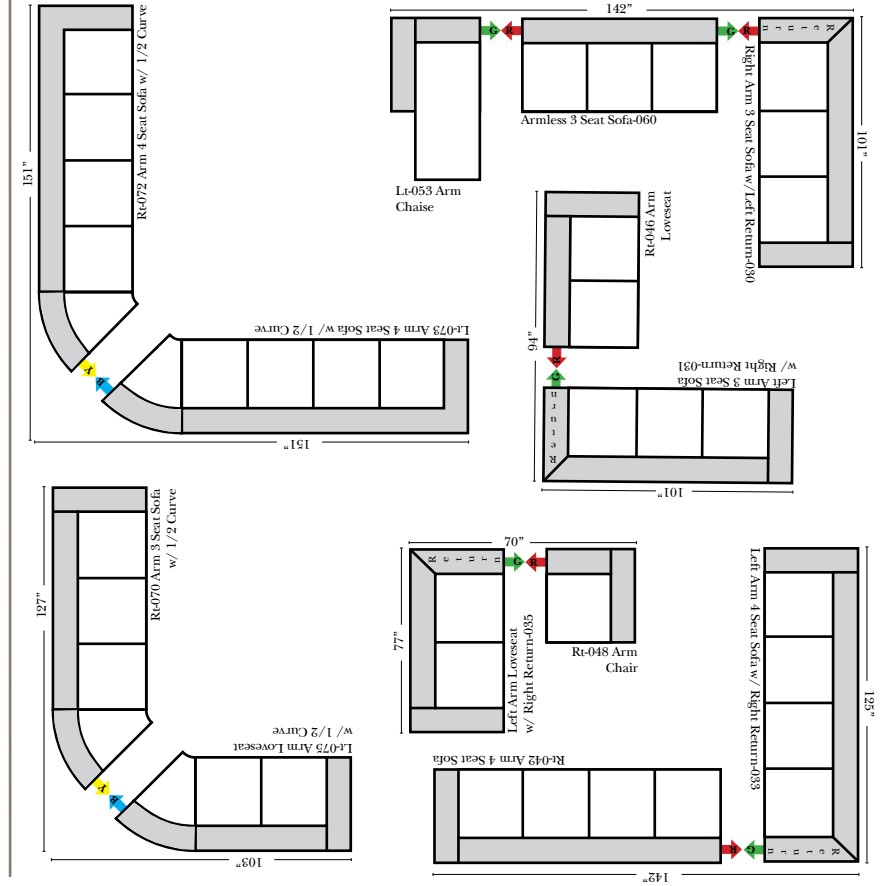 151”
Rt-072 Arm 4 Seat Sofa w/ 1/2 Curve
Y
B
Lt-073 Arm 4 Seat Sofa w/ 1/2 Curve
151”
142”
G
R
G
R
Return
Lt-053 Arm
Chaise
Armless 3 Seat Sofa-060
Right Arm 3 Seat Sofa w/Left Return-030
101”
94”
Rt-046 Arm
Loveseat
R
G
Return
Left Arm 3 Seat Sofa
w/ Right Return-031
101”
127”
Rt-070 Arm 3 Seat Sofa
w/ 1/2 Curve
Y
B
Lt-075 Arm Loveseat
w/ 1/2 Curve
103”
70”
Return
G
R
77”
Left Arm Loveseat
w/ Right Return-035
Rt-048 Arm
Chair
Left Arm 4 Seat Sofa w/ Right Return-033
125”
Rt-042 Arm 4 Seat Sofa
R
G
Return
142”